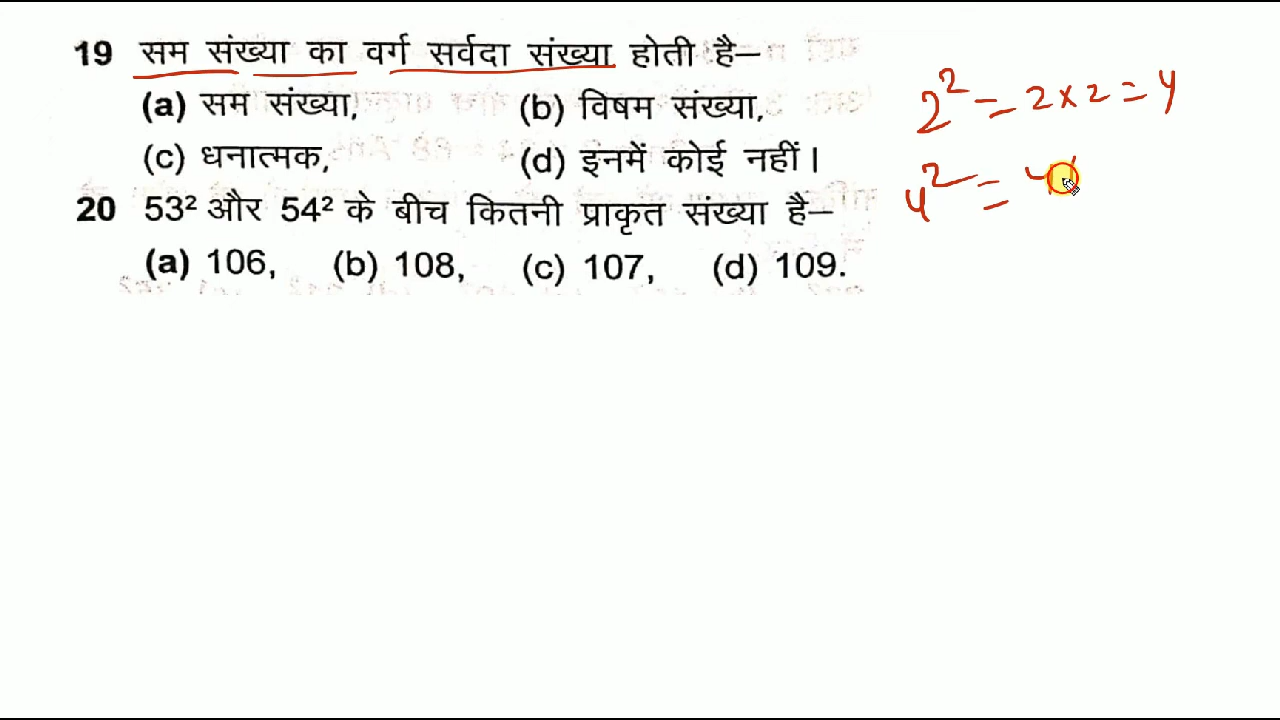 19 सम संख्या का वर्ग सर्वदा संख्या होती है–
(a) सम संख्या, (b) विषम संख्या,
(c) धनात्मक, (d) इनमें कोई नहीं।
20 53² और 54² के बीच कितनी प्राकृत संख्या है–
(a) 106, (b) 108, (c) 107, (d) 109.
2² = 2 × 2 = 4
4² = 4